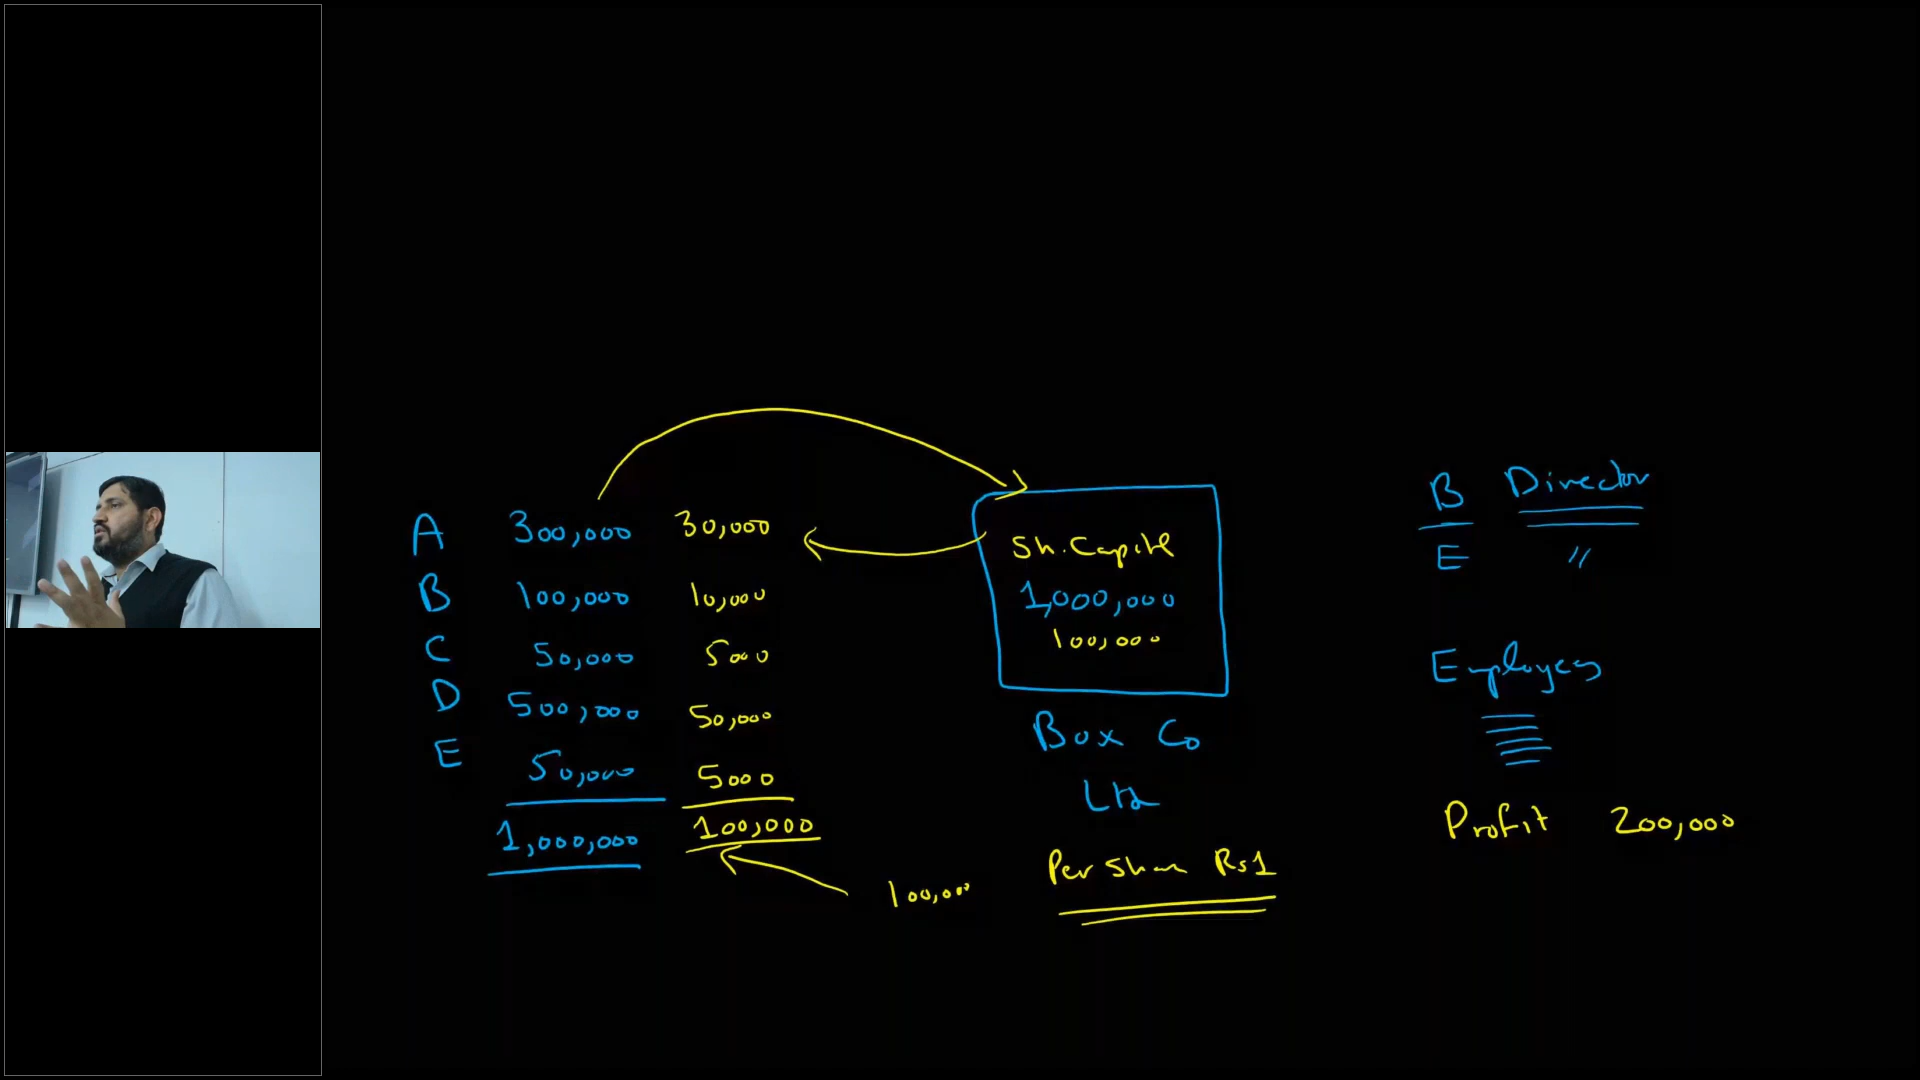 A 300,000 30,000
B 100,000 10,000
C 50,000 5000
D 500,000 50,000
E 50,000 5000
1,000,000 100,000
100,000
Sh. Capital
1,000,000
100,000
Box Co
Ltd
Per Share Rs1
B Director
E "
Employees
Profit 200,000